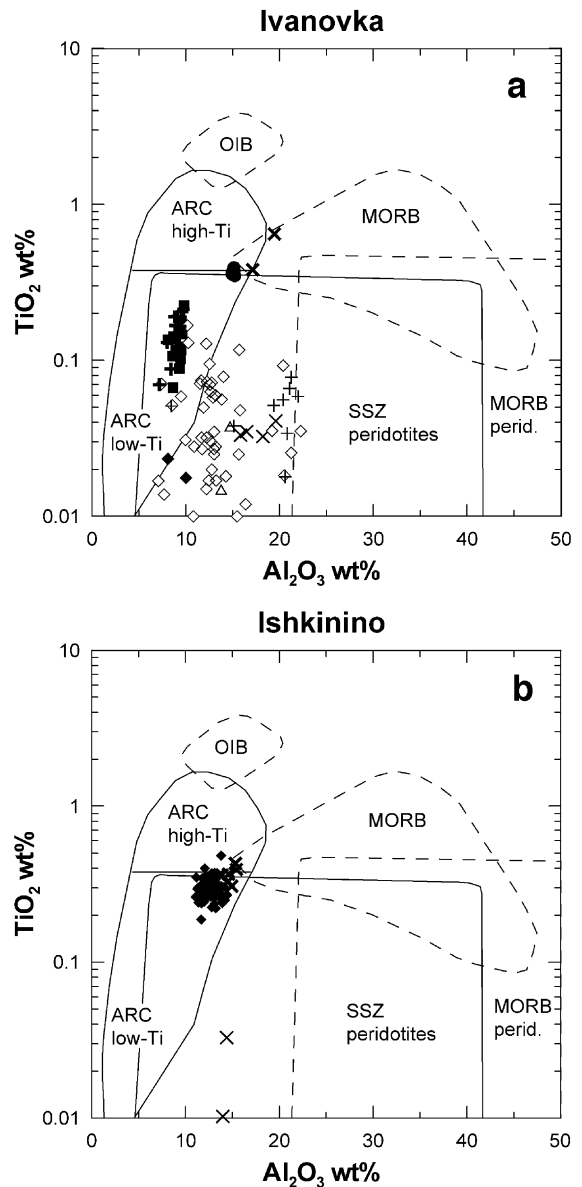 Ivanovka
a
10
1
0.1
0.01
TiO₂ wt%
OIB
ARC
high-Ti
MORB
ARC
low-Ti
SSZ
peridotites
MORB
perid.
0 10 20 30 40 50
Al₂O₃ wt%
Ishkinino
b
10
1
0.1
0.01
TiO₂ wt%
OIB
ARC
high-Ti
MORB
ARC
low-Ti
SSZ
peridotites
MORB
perid.
0 10 20 30 40 50
Al₂O₃ wt%